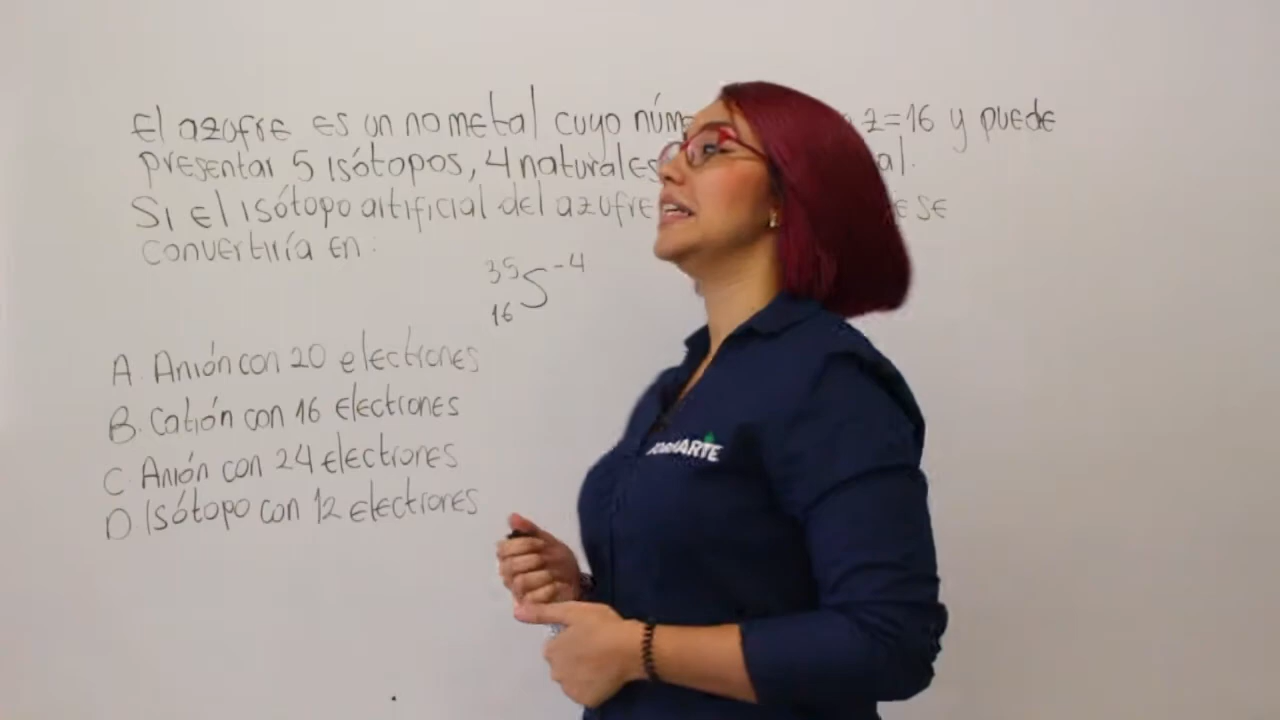 El azufre es un no metal cuyo núm z=16 y puede
presentar 5 isótopos, 4 naturales al.
Si el isótopo artificial del azufre se
convertiría en:
35 S -4
16
A. Anión con 20 electrones
B. Catión con 16 electrones
C. Anión con 24 electrones
D Isótopo con 12 electrones